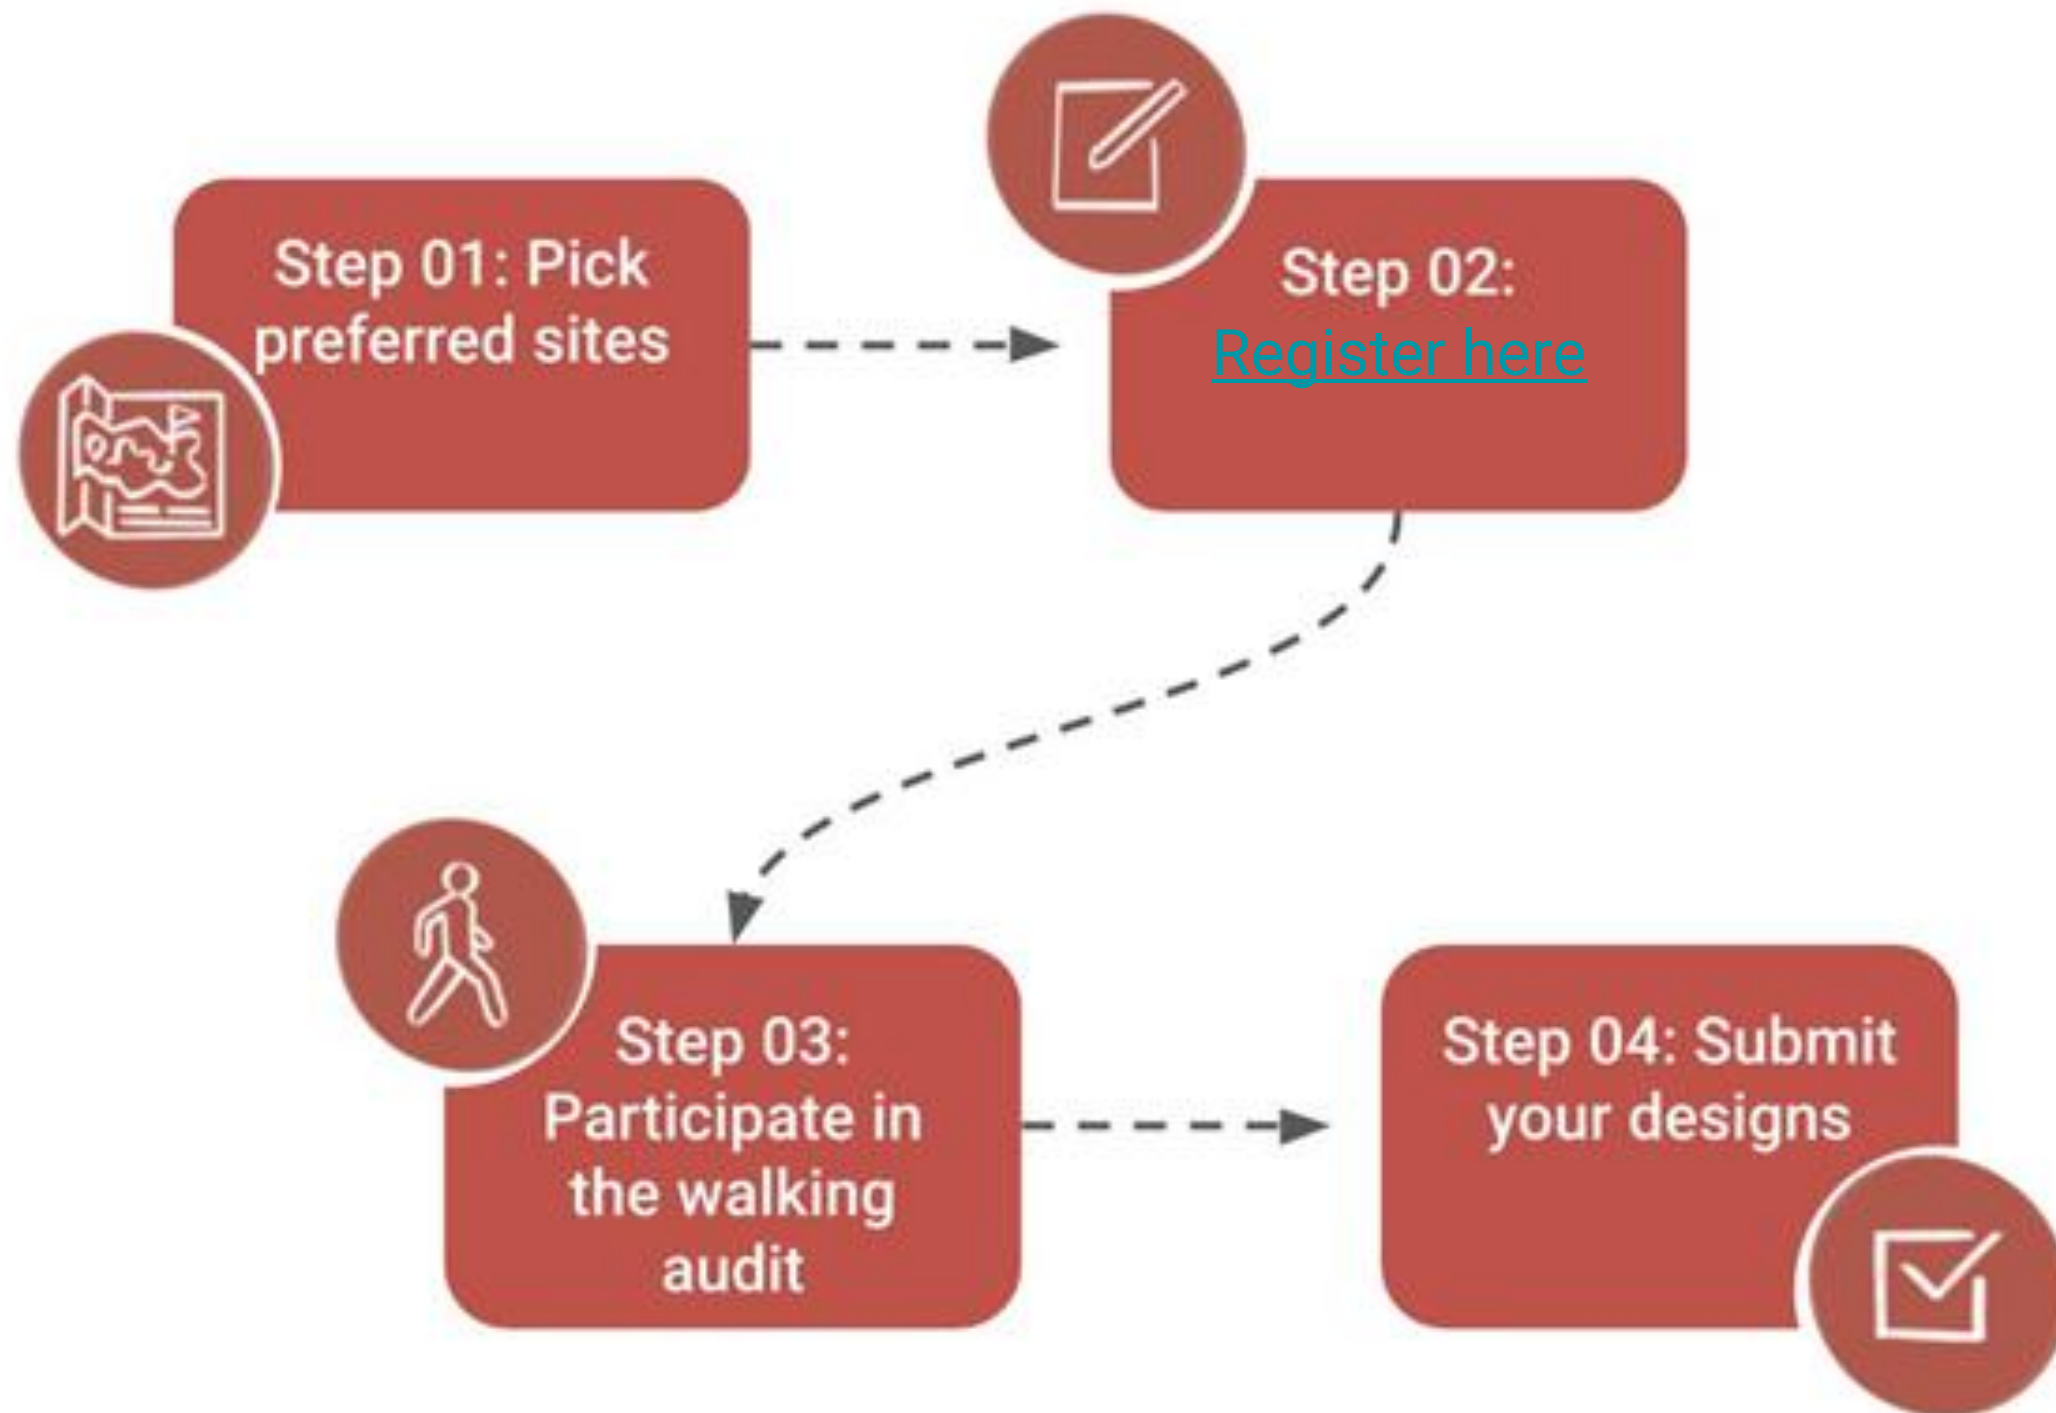 Step 01: Pick
preferred sites
Step 02:
Register here
Step 03:
Participate in
the walking
audit
Step 04: Submit
your designs